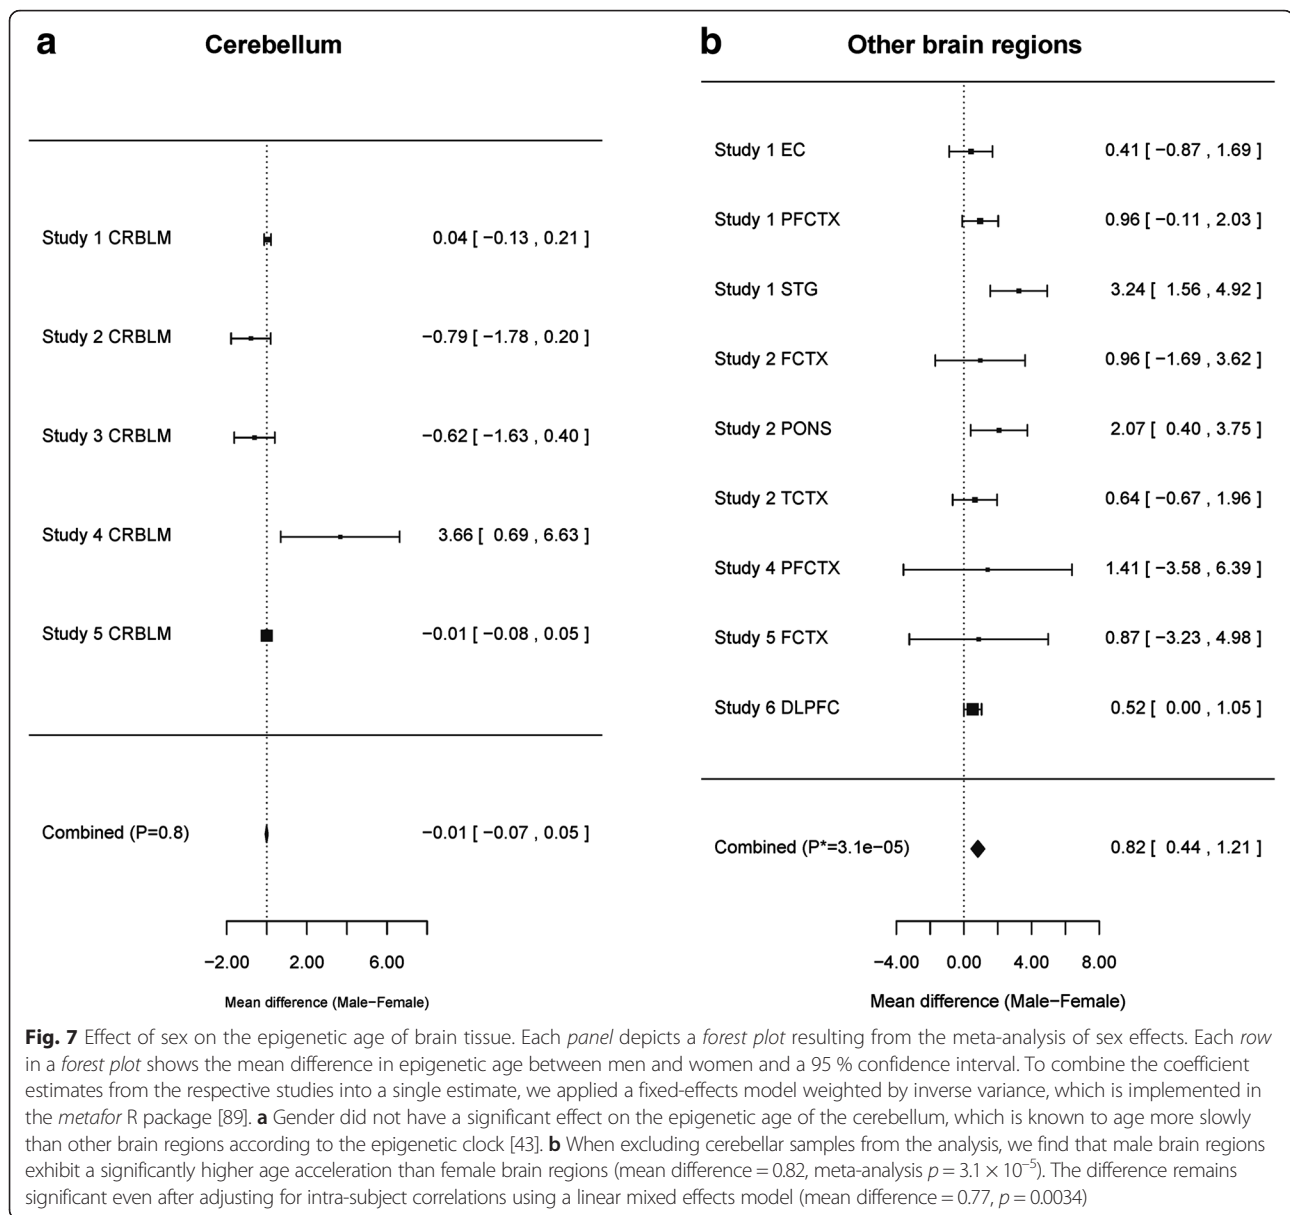 a Cerebellum
Study 1 CRBLM 0.04 [ −0.13 , 0.21 ]
Study 2 CRBLM −0.79 [ −1.78 , 0.20 ]
Study 3 CRBLM −0.62 [ −1.63 , 0.40 ]
Study 4 CRBLM 3.66 [ 0.69 , 6.63 ]
Study 5 CRBLM −0.01 [ −0.08 , 0.05 ]
Combined (P=0.8) −0.01 [ −0.07 , 0.05 ]
−2.00 2.00 6.00
Mean difference (Male−Female)
b Other brain regions
Study 1 EC 0.41 [ −0.87 , 1.69 ]
Study 1 PFCTX 0.96 [ −0.11 , 2.03 ]
Study 1 STG 3.24 [ 1.56 , 4.92 ]
Study 2 FCTX 0.96 [ −1.69 , 3.62 ]
Study 2 PONS 2.07 [ 0.40 , 3.75 ]
Study 2 TCTX 0.64 [ −0.67 , 1.96 ]
Study 4 PFCTX 1.41 [ −3.58 , 6.39 ]
Study 5 FCTX 0.87 [ −3.23 , 4.98 ]
Study 6 DLPFC 0.52 [ 0.00 , 1.05 ]
Combined (P*=3.1e−05) 0.82 [ 0.44 , 1.21 ]
−4.00 0.00 4.00 8.00
Mean difference (Male−Female)
Fig. 7 Effect of sex on the epigenetic age of brain tissue. Each panel depicts a forest plot resulting from the meta-analysis of sex effects. Each row
in a forest plot shows the mean difference in epigenetic age between men and women and a 95 % confidence interval. To combine the coefficient
estimates from the respective studies into a single estimate, we applied a fixed-effects model weighted by inverse variance, which is implemented in
the metafor R package [89]. a Gender did not have a significant effect on the epigenetic age of the cerebellum, which is known to age more slowly
than other brain regions according to the epigenetic clock [43]. b When excluding cerebellar samples from the analysis, we find that male brain regions
exhibit a significantly higher age acceleration than female brain regions (mean difference = 0.82, meta-analysis p = 3.1 × 10⁻⁵). The difference remains
significant even after adjusting for intra-subject correlations using a linear mixed effects model (mean difference = 0.77, p = 0.0034)